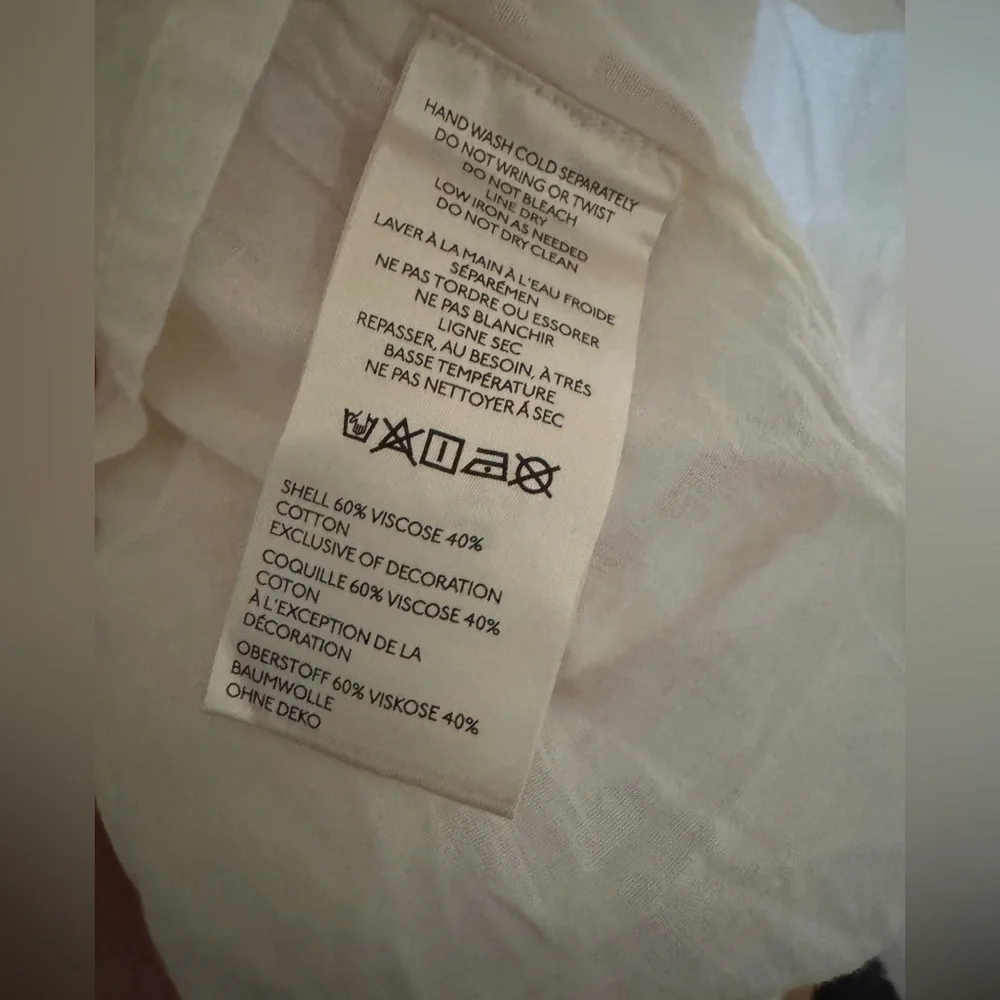 HAND WASH COLD SEPARATELY
DO NOT WRING OR TWIST
DO NOT BLEACH
LINE DRY
LOW IRON AS NEEDED
DO NOT DRY CLEAN
LAVER À LA MAIN À L'EAU FROIDE
SÉPARÉMEN
NE PAS TORDRE OU ESSORER
NE PAS BLANCHIR
LIGNE SEC
REPASSER, AU BESOIN, À TRÉS
BASSE TEMPÉRATURE
NE PAS NETTOYER Á SEC
SHELL 60% VISCOSE 40%
COTTON
EXCLUSIVE OF DECORATION
COQUILLE 60% VISCOSE 40%
COTON
À L'EXCEPTION DE LA
DÉCORATION
OBERSTOFF 60% VISKOSE 40%
BAUMWOLLE
OHNE DEKO